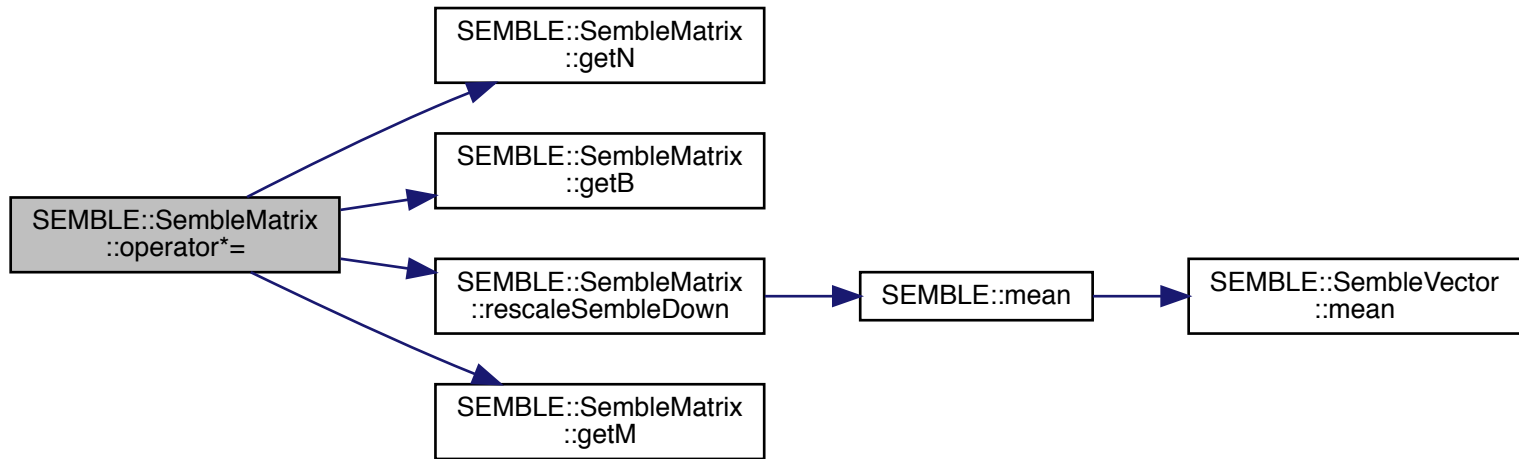 SEMBLE::SembleMatrix
::getN
SEMBLE::SembleMatrix
::getB
SEMBLE::SembleMatrix
::operator*=
SEMBLE::SembleMatrix
::rescaleSembleDown
SEMBLE::mean
SEMBLE::SembleVector
::mean
SEMBLE::SembleMatrix
::getM